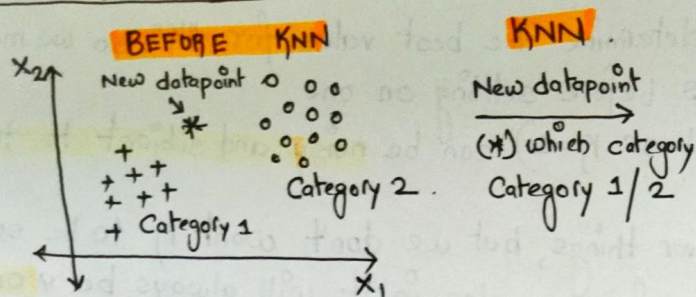 BEFORE KNN
X2
New datapoint
*
Category 2.
Category 1
X1
KNN.
New datapoint
(*) which category
Category 1/2